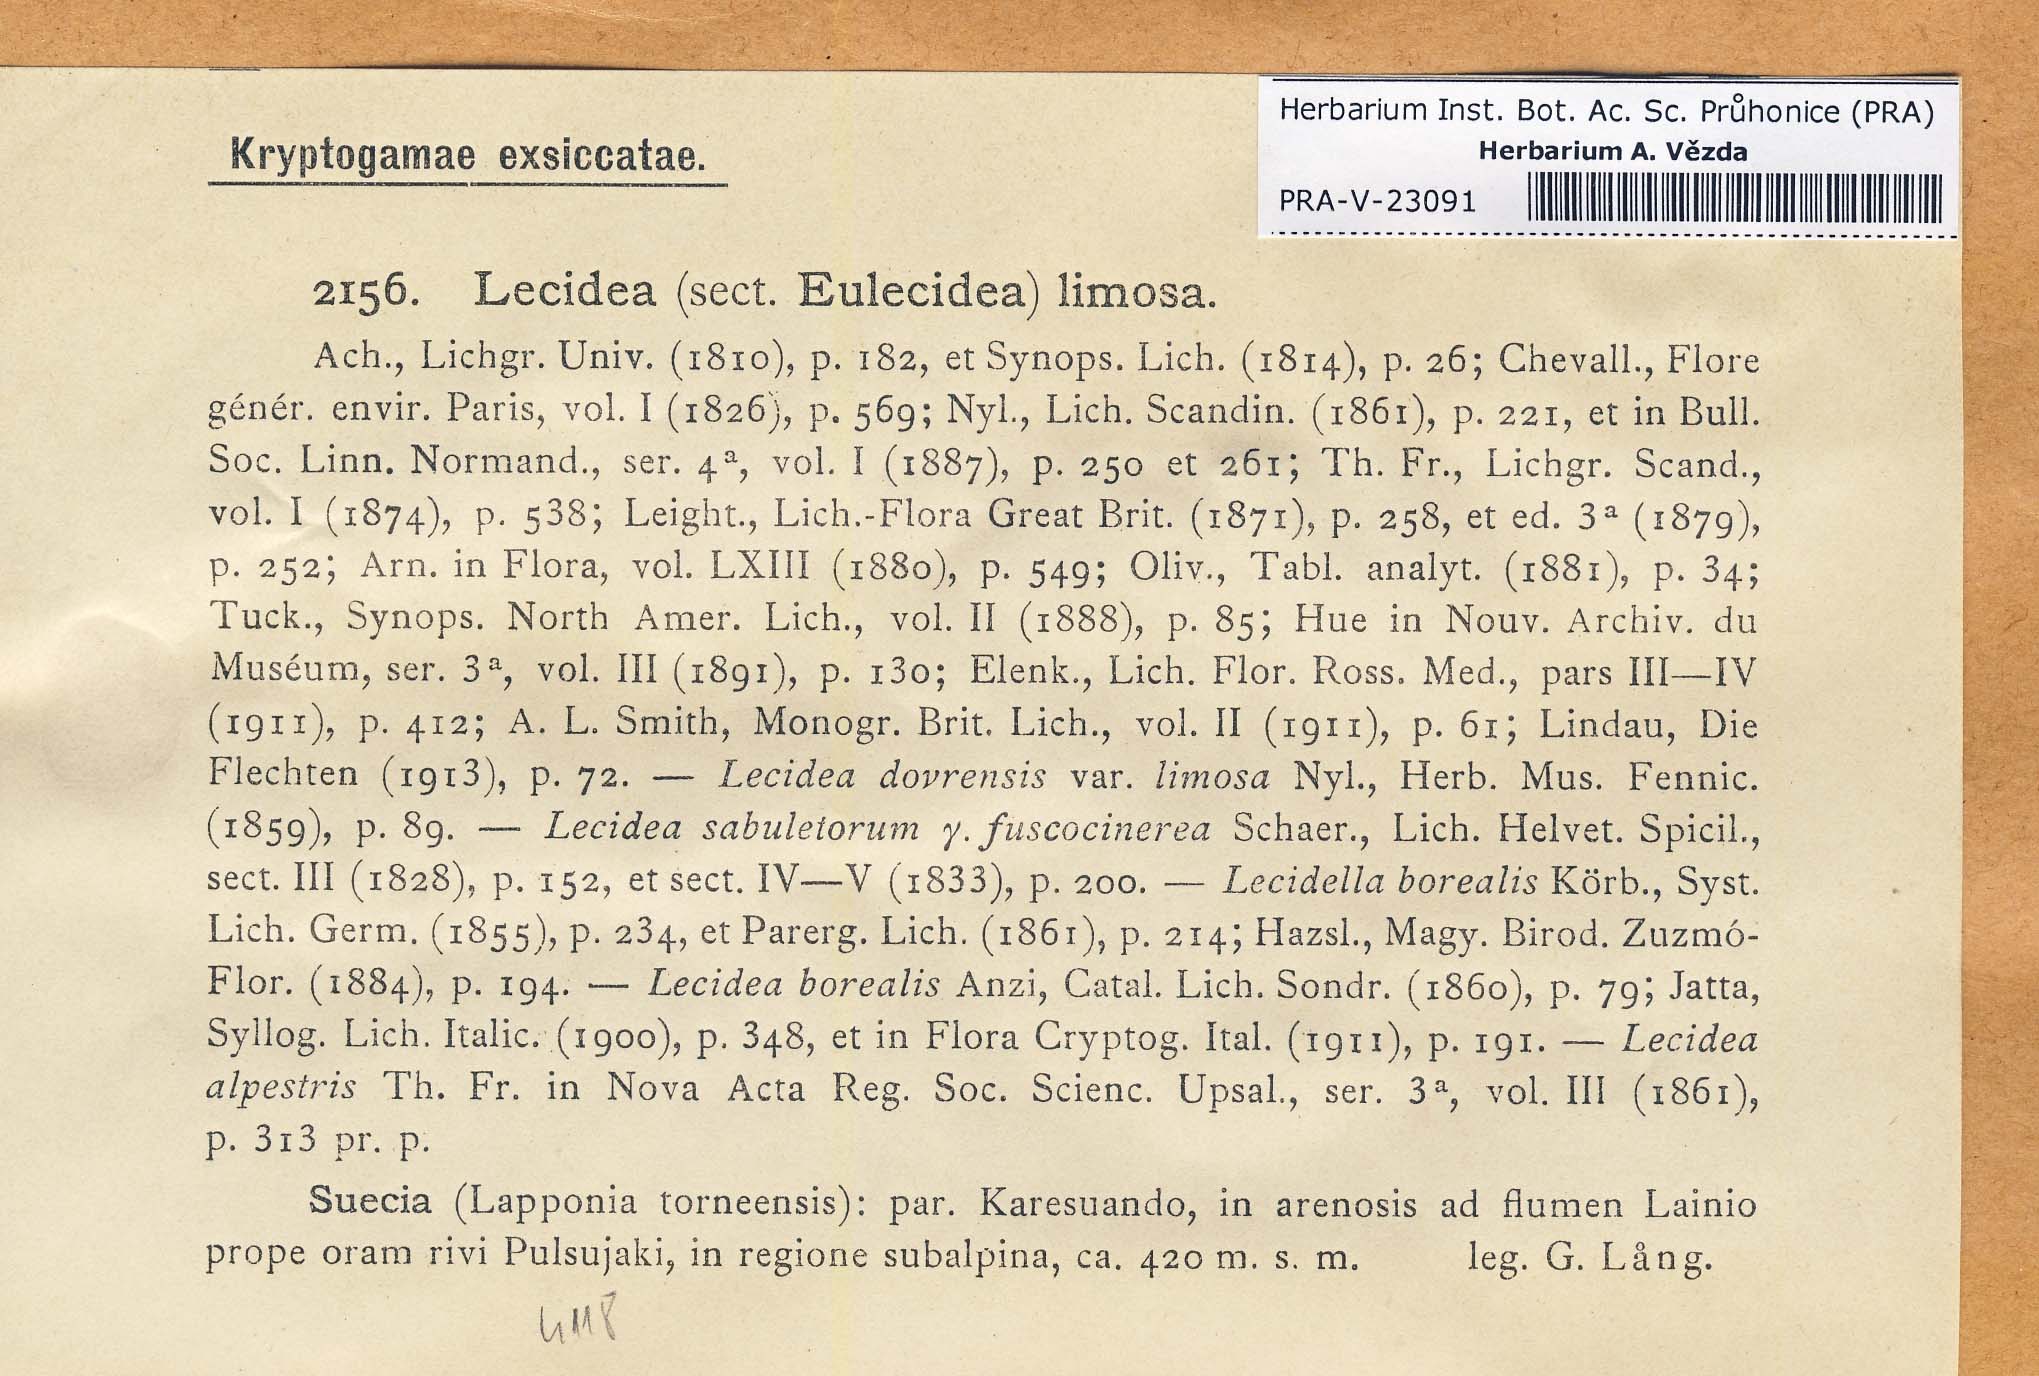 Herbarium Inst. Bot. Ac. Sc. Průhonice (PRA)
Herbarium A. Vězda
PRA-V-23091
Kryptogamae exsiccatae.
2156. Lecidea (sect. Eulecidea) limosa.
Ach., Lichgr. Univ. (1810), p. 182, et Synops. Lich. (1814), p. 26; Chevall., Flore
génér. envir. Paris, vol. I (1826), p. 569; Nyl., Lich. Scandin. (1861), p. 221, et in Bull.
Soc. Linn. Normand., ser. 4ª, vol. I (1887), p. 250 et 261; Th. Fr., Lichgr. Scand.,
vol. I (1874), p. 538; Leight., Lich.-Flora Great Brit. (1871), p. 258, et ed. 3ª (1879),
p. 252; Arn. in Flora, vol. LXIII (1880), p. 549; Oliv., Tabl. analyt. (1881), p. 34;
Tuck., Synops. North Amer. Lich., vol. II (1888), p. 85; Hue in Nouv. Archiv. du
Muséum, ser. 3ª, vol. III (1891), p. 130; Elenk., Lich. Flor. Ross. Med., pars III—IV
(1911), p. 412; A. L. Smith, Monogr. Brit. Lich., vol. II (1911), p. 61; Lindau, Die
Flechten (1913), p. 72. — Lecidea dovrensis var. limosa Nyl., Herb. Mus. Fennic.
(1859), p. 89. — Lecidea sabuletorum γ. fuscocinerea Schaer., Lich. Helvet. Spicil.,
sect. III (1828), p. 152, et sect. IV—V (1833), p. 200. — Lecidella borealis Körb., Syst.
Lich. Germ. (1855), p. 234, et Parerg. Lich. (1861), p. 214; Hazsl., Magy. Birod. Zuzmó-
Flor. (1884), p. 194. — Lecidea borealis Anzi, Catal. Lich. Sondr. (1860), p. 79; Jatta,
Syllog. Lich. Italic. (1900), p. 348, et in Flora Cryptog. Ital. (1911), p. 191. — Lecidea
alpestris Th. Fr. in Nova Acta Reg. Soc. Scienc. Upsal., ser. 3ª, vol. III (1861),
p. 313 pr. p.
Suecia (Lapponia torneensis): par. Karesuando, in arenosis ad flumen Lainio
prope oram rivi Pulsujaki, in regione subalpina, ca. 420 m. s. m. leg. G. Lång.